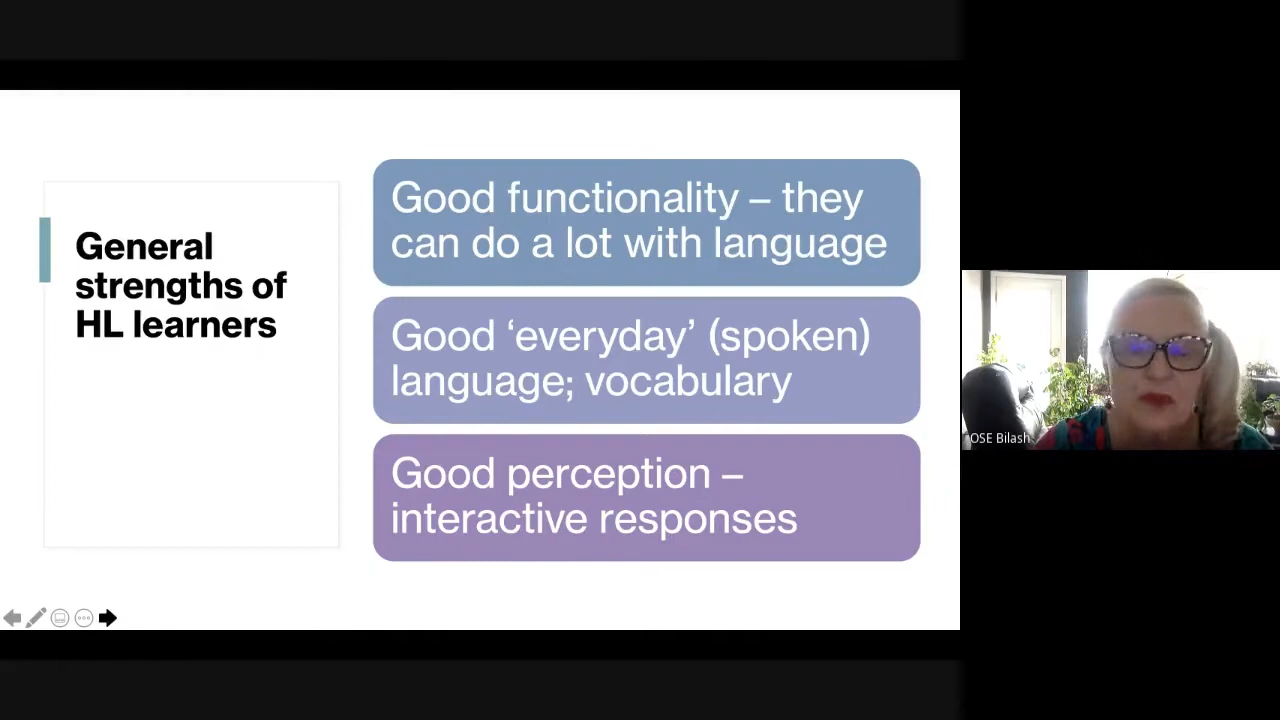 General
strengths of
HL learners
Good functionality – they
can do a lot with language
Good ‘everyday’ (spoken)
language; vocabulary
Good perception –
interactive responses
OSE Bilash